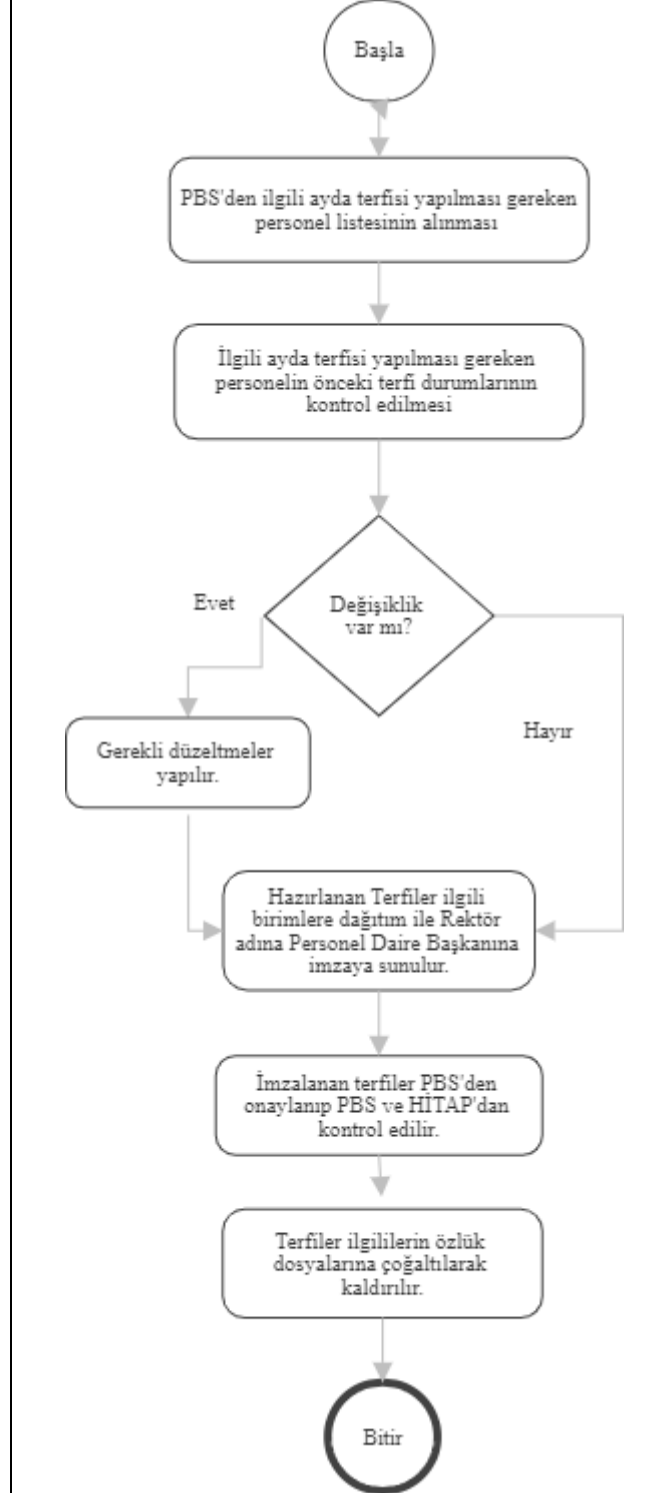 Başla
PBS'den ilgili ayda terfisi yapılması gereken
personel listesinin alınması
İlgili ayda terfisi yapılması gereken
personelin önceki terfi durumlarının
kontrol edilmesi
Değişiklik
var mı?
Evet
Hayır
Gerekli düzeltmeler
yapılır.
Hazırlanan Terfiler ilgili
birimlere dağıtım ile Rektör
adına Personel Daire Başkanına
imzaya sunulur.
İmzalanan terfiler PBS'den
onaylanıp PBS ve HİTAP'dan
kontrol edilir.
Terfiler ilgililerin özlük
dosyalarına çoğaltılarak
kaldırılır.
Bitir